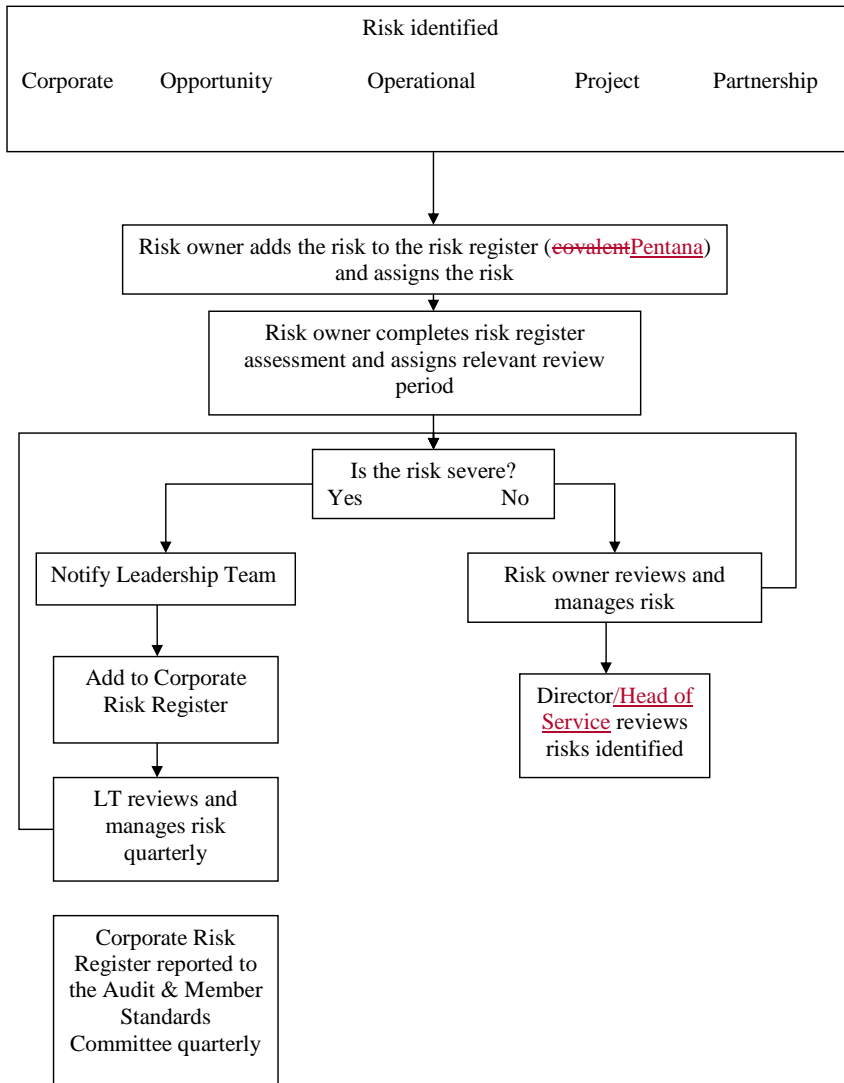 Risk identified
Corporate Opportunity Operational Project Partnership
Risk owner adds the risk to the risk register (covalentPentana)
and assigns the risk
Risk owner completes risk register
assessment and assigns relevant review
period
Is the risk severe?
Yes No
Notify Leadership Team
Risk owner reviews and
manages risk
Add to Corporate
Risk Register
Director/Head of
Service reviews
risks identified
LT reviews and
manages risk
quarterly
Corporate Risk
Register reported to
the Audit & Member
Standards
Committee quarterly